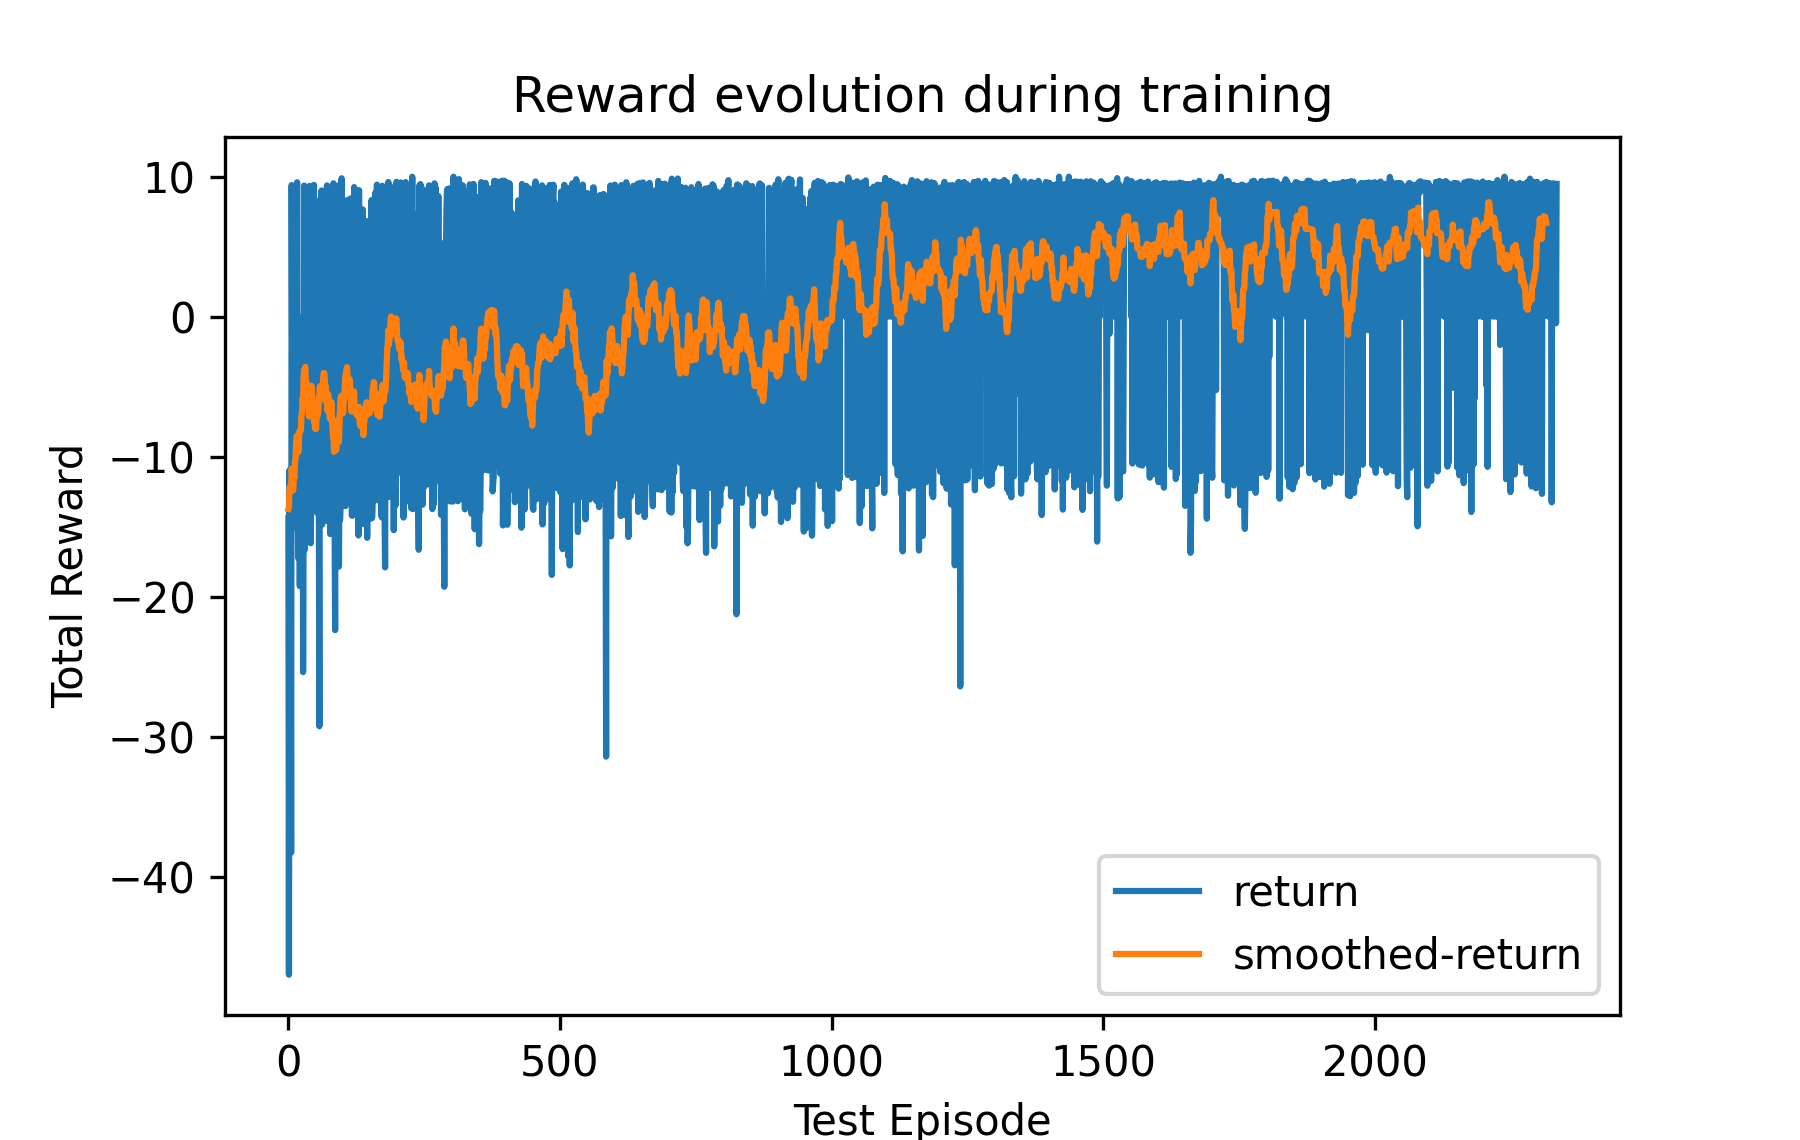 Reward evolution during training
10
0
−10
−20
−30
−40
Total Reward
return
smoothed-return
0 500 1000 1500 2000
Test Episode